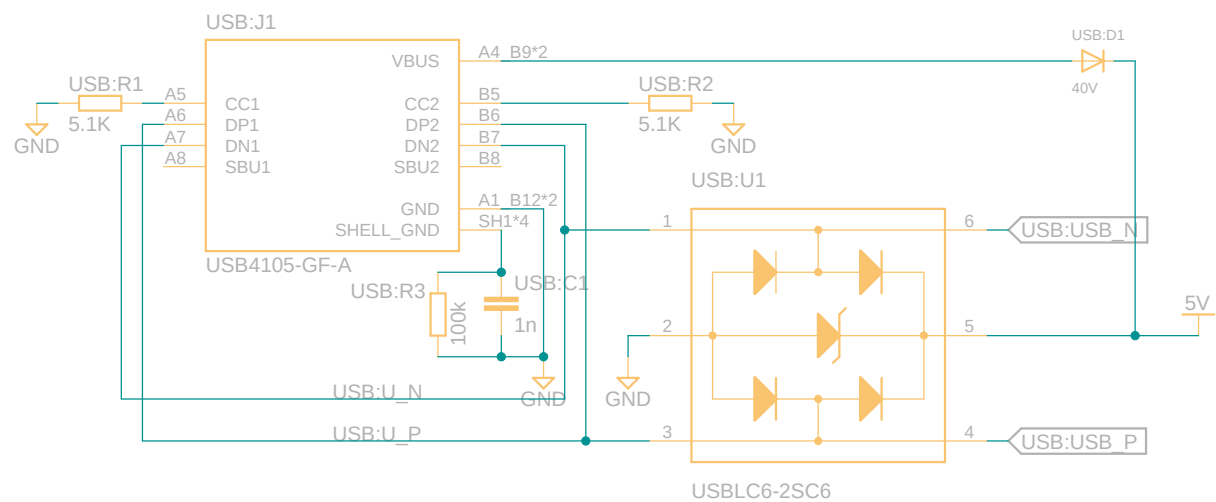 USB:J1
USB:D1
VBUS
A4_B9*2
40V
USB:R1
A5
CC1
CC2
B5
USB:R2
5.1K
A6
DP1
DP2
B6
5.1K
GND
A7
DN1
DN2
B7
GND
A8
SBU1
SBU2
B8
USB:U1
GND
A1_B12*2
SHELL_GND
SH1*4
1
6
USB:USB_N
USB4105-GF-A
USB:R3
100k
USB:C1
1n
2
5
5V
GND
GND
USB:U_N
USB:U_P
3
4
USB:USB_P
USBLC6-2SC6